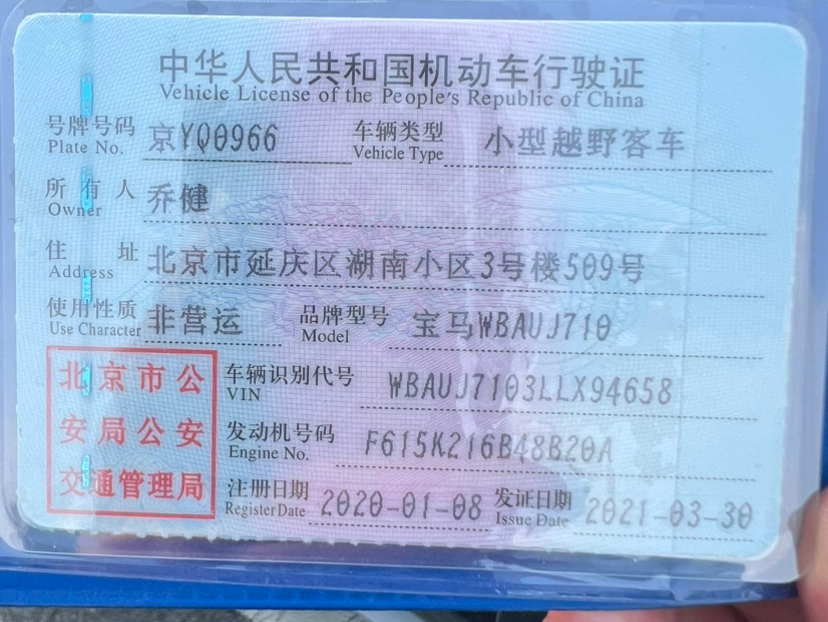 中华人民共和国机动车行驶证
Vehicle License of the People's Republic of China
号牌号码 京YQ0966 车辆类型 小型越野客车
Plate No. Vehicle Type
所有人 乔健
Owner
住址 北京市延庆区湖南小区3号楼509号
Address
使用性质 非营运 品牌型号 宝马WBAUJ710
Use Character Model
北京市公 车辆识别代号 WBAUJ7103LLX94658
VIN
安局公安 发动机号码 F615K216B48B20A
Engine No.
交通管理局 注册日期 2020-01-08 发证日期 2021-03-30
Register Date Issue Date